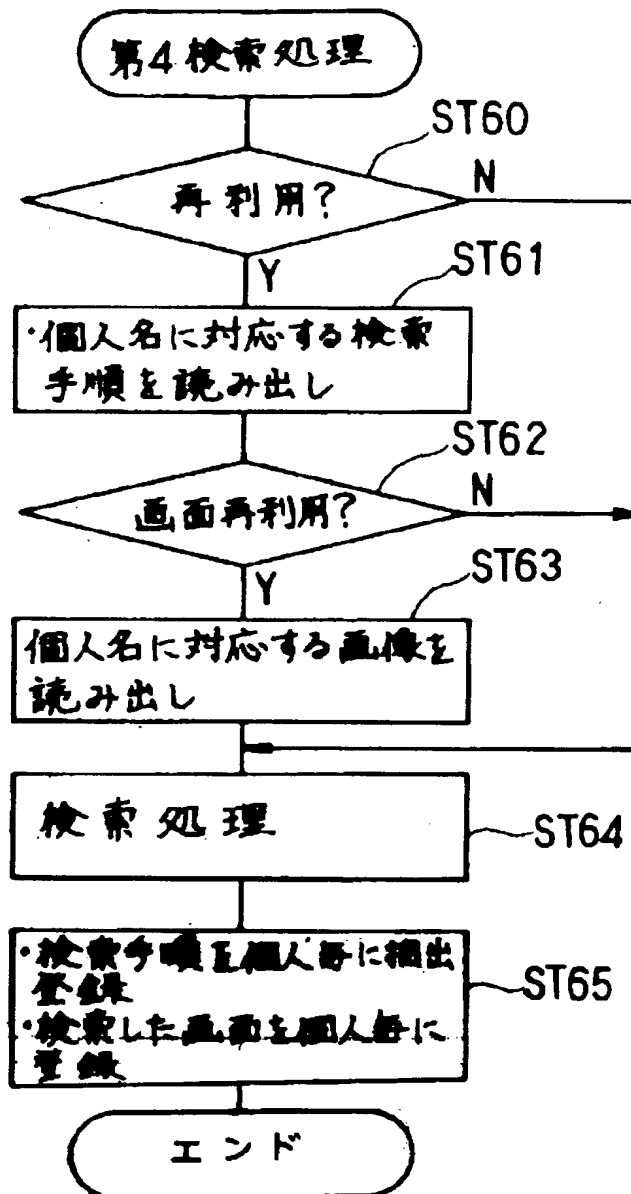 第4検索処理
ST60
再利用?
N
Y
ST61
・個人名に対応する検索
手順を読み出し
ST62
画面再利用?
N
Y
ST63
個人名に対応する画像を
読み出し
検索処理
ST64
・検索手順を個人毎に抽出
登録
・検索した画面を個人毎に
登録
ST65
エンド